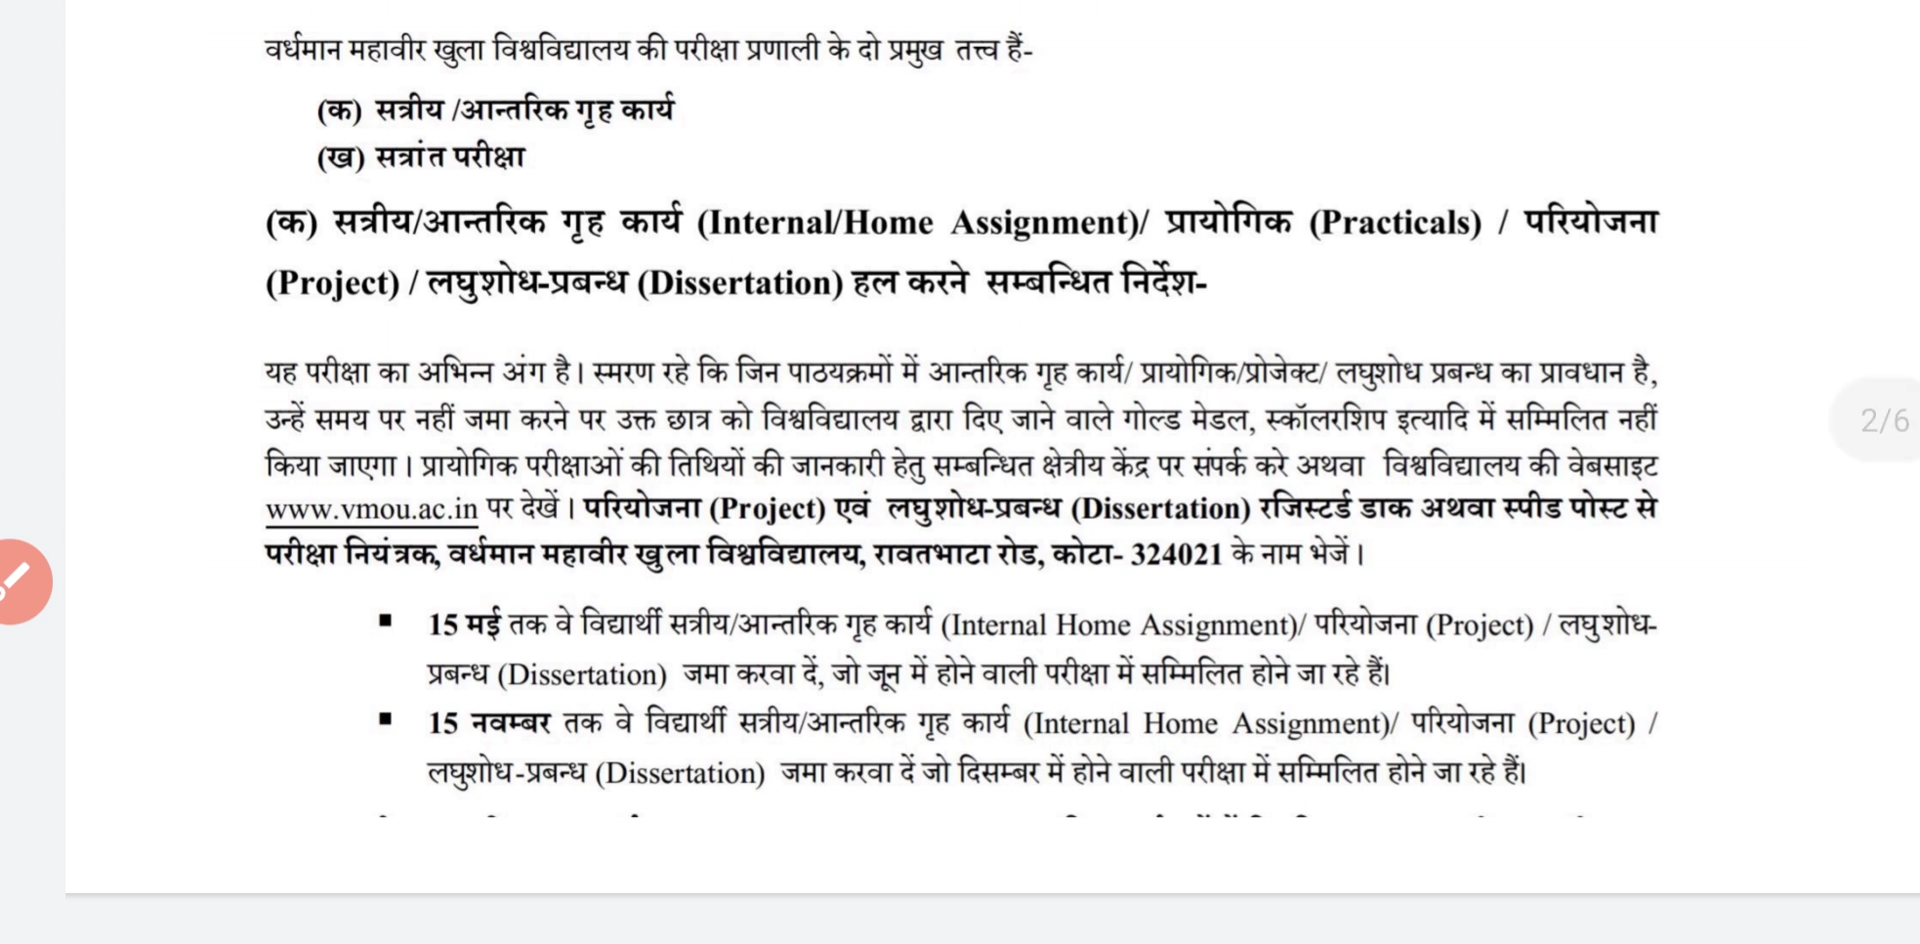 वर्धमान महावीर खुला विश्वविद्यालय की परीक्षा प्रणाली के दो प्रमुख तत्त्व हैं-
(क) सत्रीय /आन्तरिक गृह कार्य
(ख) सत्रांत परीक्षा
(क) सत्रीय/आन्तरिक गृह कार्य (Internal/Home Assignment)/ प्रायोगिक (Practicals) / परियोजना
(Project) / लघुशोध-प्रबन्ध (Dissertation) हल करने सम्बन्धित निर्देश-
यह परीक्षा का अभिन्न अंग है। स्मरण रहे कि जिन पाठयक्रमों में आन्तरिक गृह कार्य/ प्रायोगिक/प्रोजेक्ट/ लघुशोध प्रबन्ध का प्रावधान है,
उन्हें समय पर नहीं जमा करने पर उक्त छात्र को विश्वविद्यालय द्वारा दिए जाने वाले गोल्ड मेडल, स्कॉलरशिप इत्यादि में सम्मिलित नहीं
किया जाएगा। प्रायोगिक परीक्षाओं की तिथियों की जानकारी हेतु सम्बन्धित क्षेत्रीय केंद्र पर संपर्क करे अथवा विश्वविद्यालय की वेबसाइट
www.vmou.ac.in पर देखें। परियोजना (Project) एवं लघुशोध-प्रबन्ध (Dissertation) रजिस्टर्ड डाक अथवा स्पीड पोस्ट से
परीक्षा नियंत्रक, वर्धमान महावीर खुला विश्वविद्यालय, रावतभाटा रोड, कोटा- 324021 के नाम भेजें।
▪ 15 मई तक वे विद्यार्थी सत्रीय/आन्तरिक गृह कार्य (Internal Home Assignment)/ परियोजना (Project) / लघुशोध-
प्रबन्ध (Dissertation) जमा करवा दें, जो जून में होने वाली परीक्षा में सम्मिलित होने जा रहे हैं।
▪ 15 नवम्बर तक वे विद्यार्थी सत्रीय/आन्तरिक गृह कार्य (Internal Home Assignment)/ परियोजना (Project) /
लघुशोध-प्रबन्ध (Dissertation) जमा करवा दें जो दिसम्बर में होने वाली परीक्षा में सम्मिलित होने जा रहे हैं।
2/6